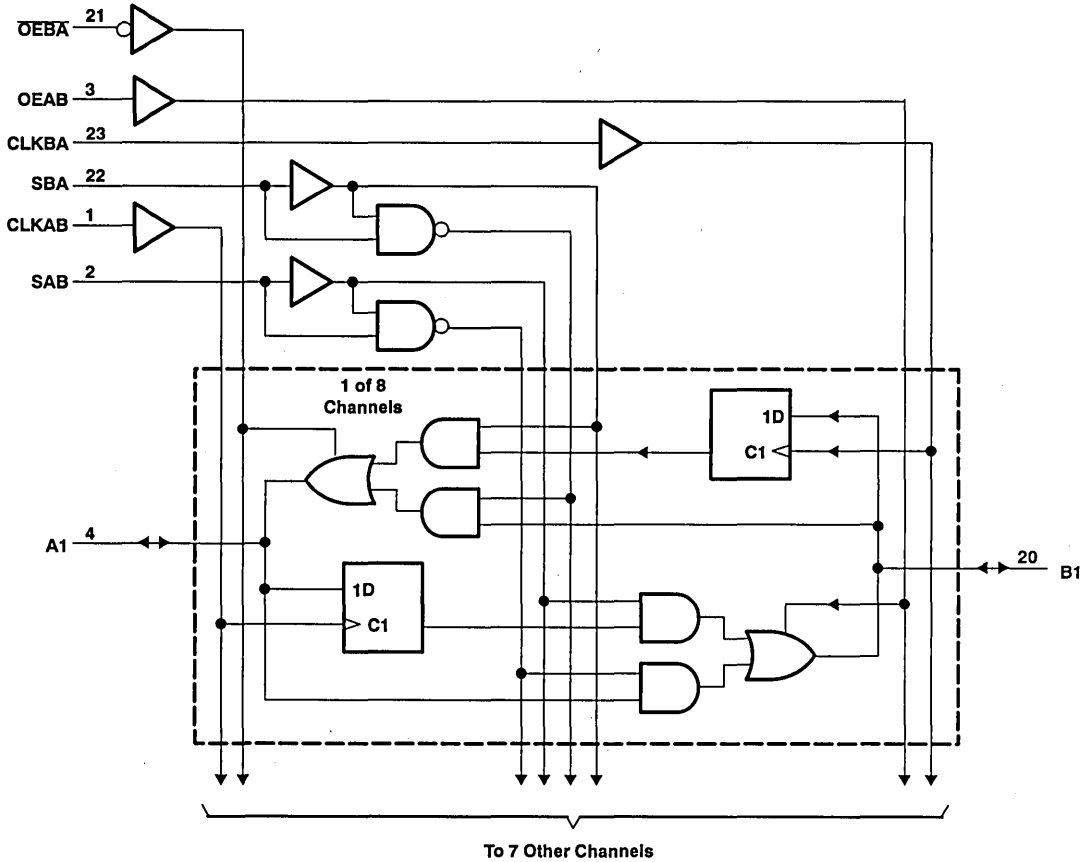 OEBA 21
OEAB 3
CLKBA 23
SBA 22
CLKAB 1
SAB 2
1 of 8
Channels
1D
C1
A1 4
1D
C1
20 B1
To 7 Other Channels